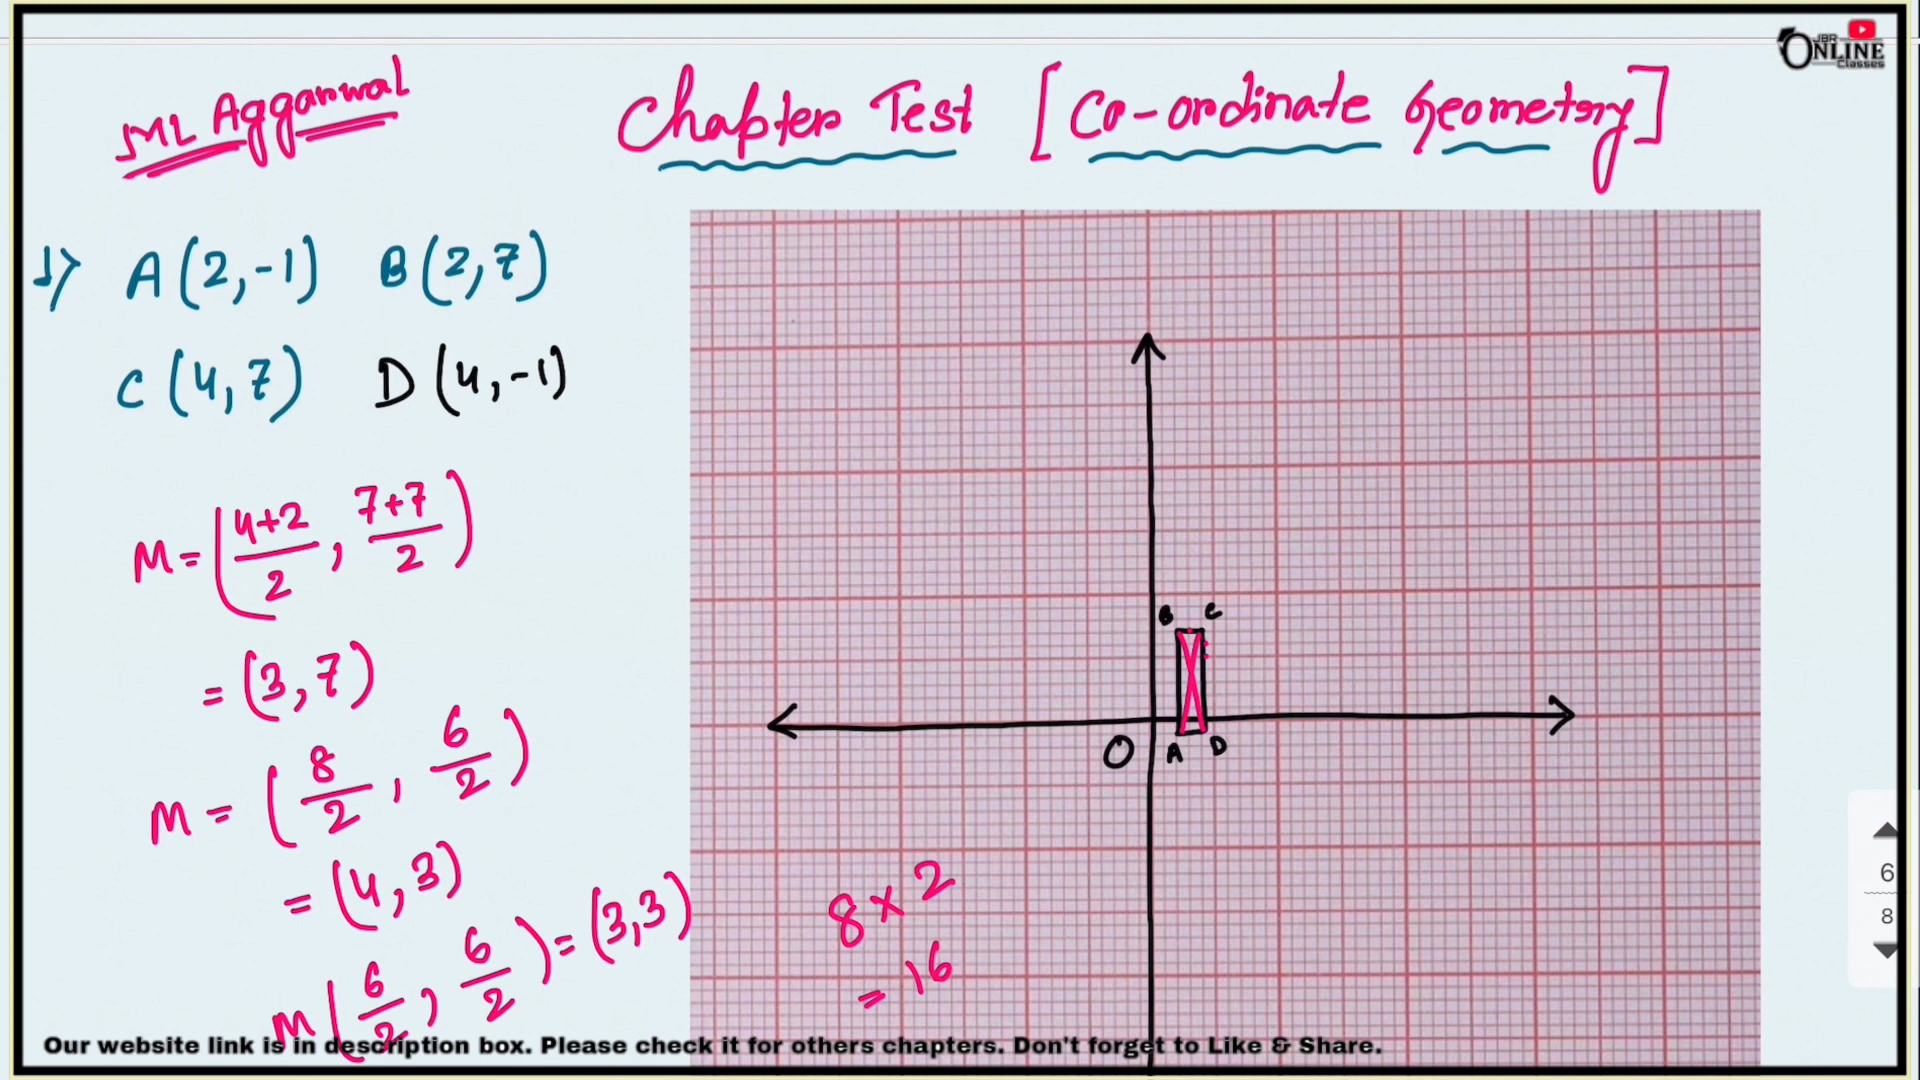 JBR
ONLINE
Classes
ML Aggarwal
Chapter Test [Co-ordinate Geometry]
1) A(2,-1) B(2,7)
C(4,7) D(4,-1)
M=(4+2/2, 7+7/2)
=(3,7)
M=(8/2, 6/2)
=(4,3)
M(6/2, 6/2)=(3,3)
B C
O A D
8×2
=16
6
8
Our website link is in description box. Please check it for others chapters. Don't forget to Like & Share.